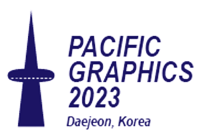 PACIFIC
GRAPHICS
2023
Daejeon, Korea